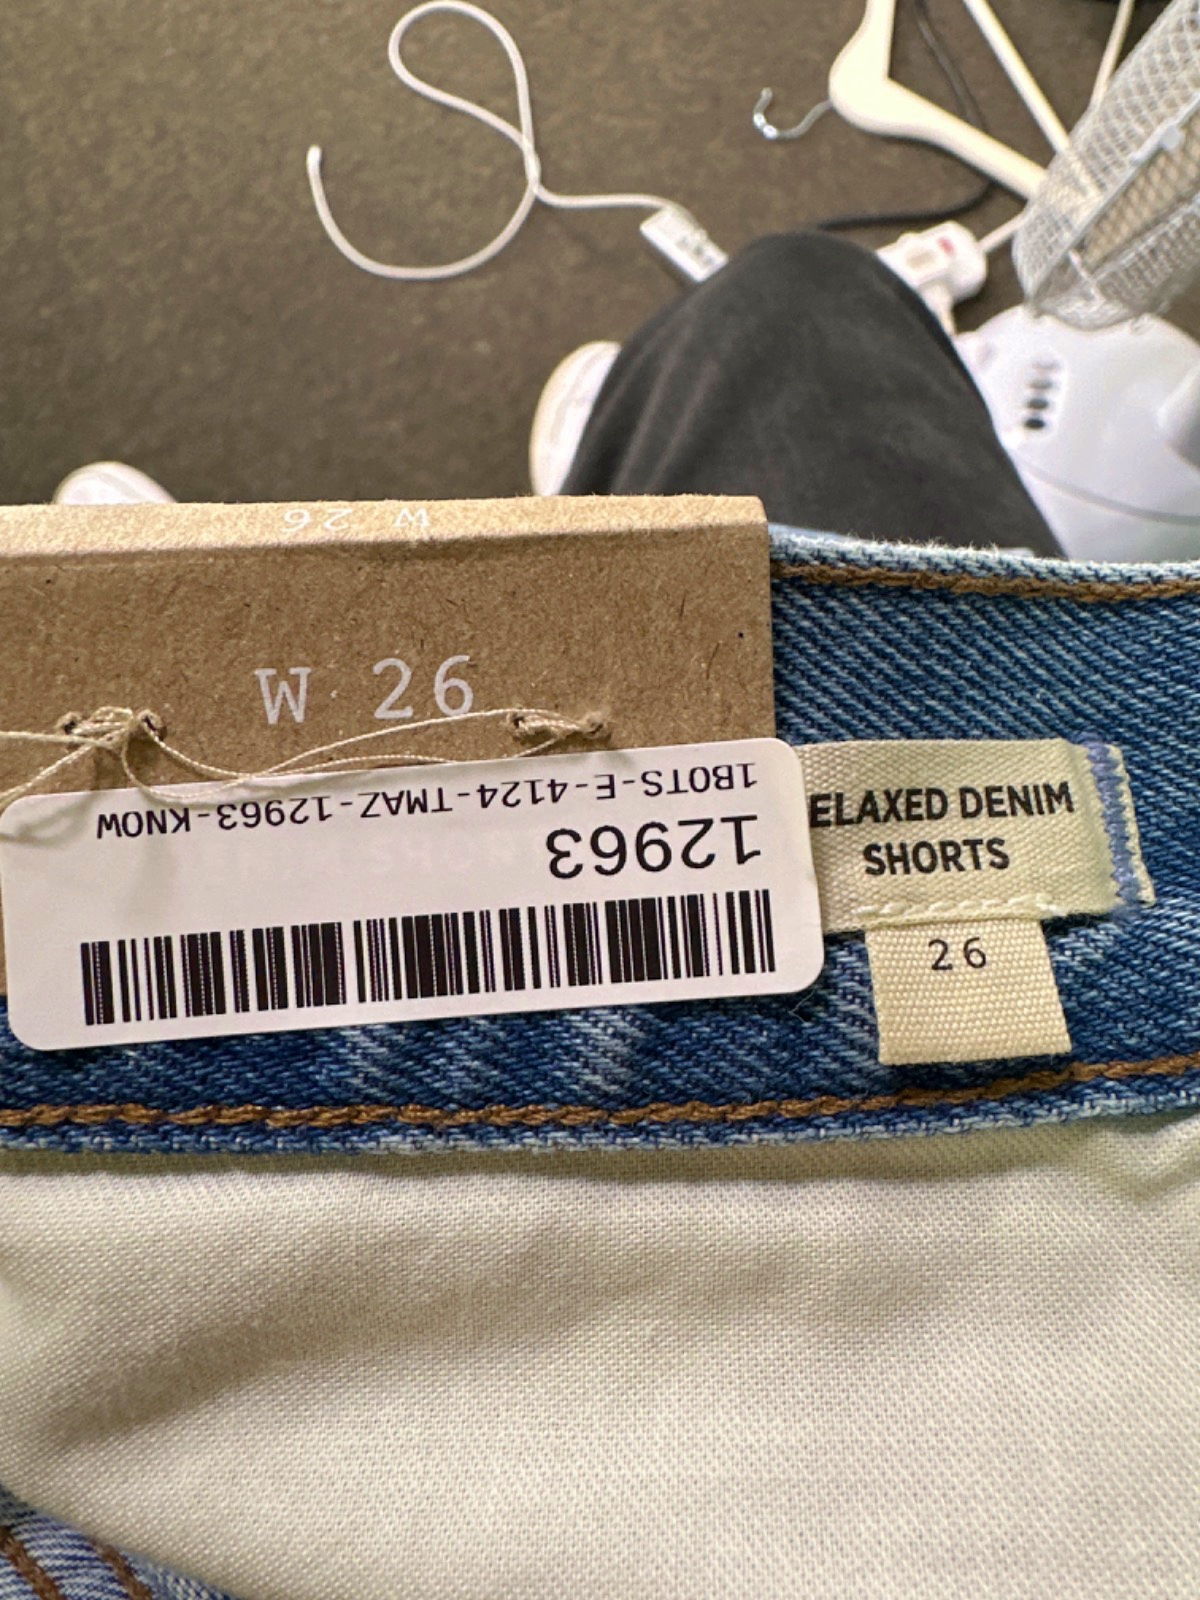 W 26
W 26
1BOTS-E-4124-TMAZ-12963-KNOW
12963
ELAXED DENIM
SHORTS
26